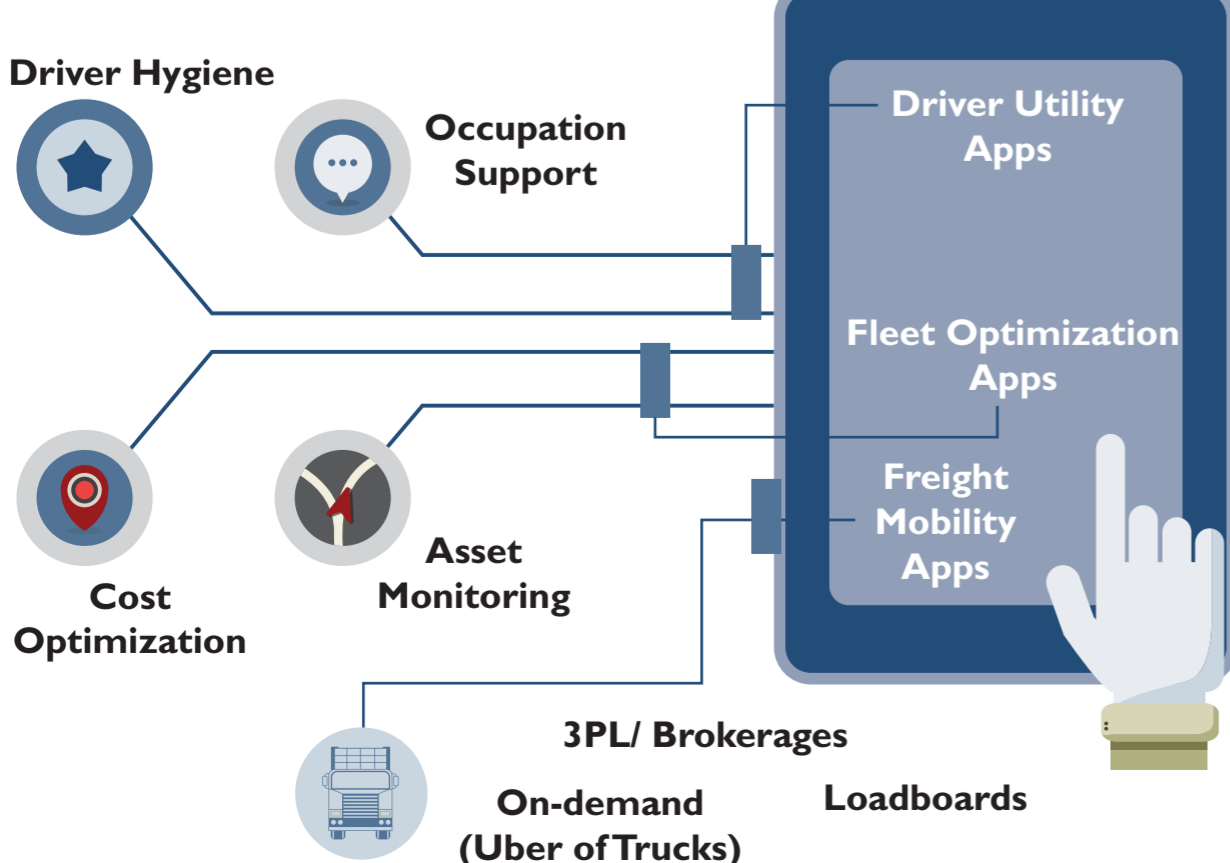 Driver Hygiene
Occupation
Support
Driver Utility
Apps
Fleet Optimization
Apps
Freight
Mobility
Apps
Cost
Optimization
Asset
Monitoring
3PL/ Brokerages
On-demand
(Uber of Trucks)
Loadboards